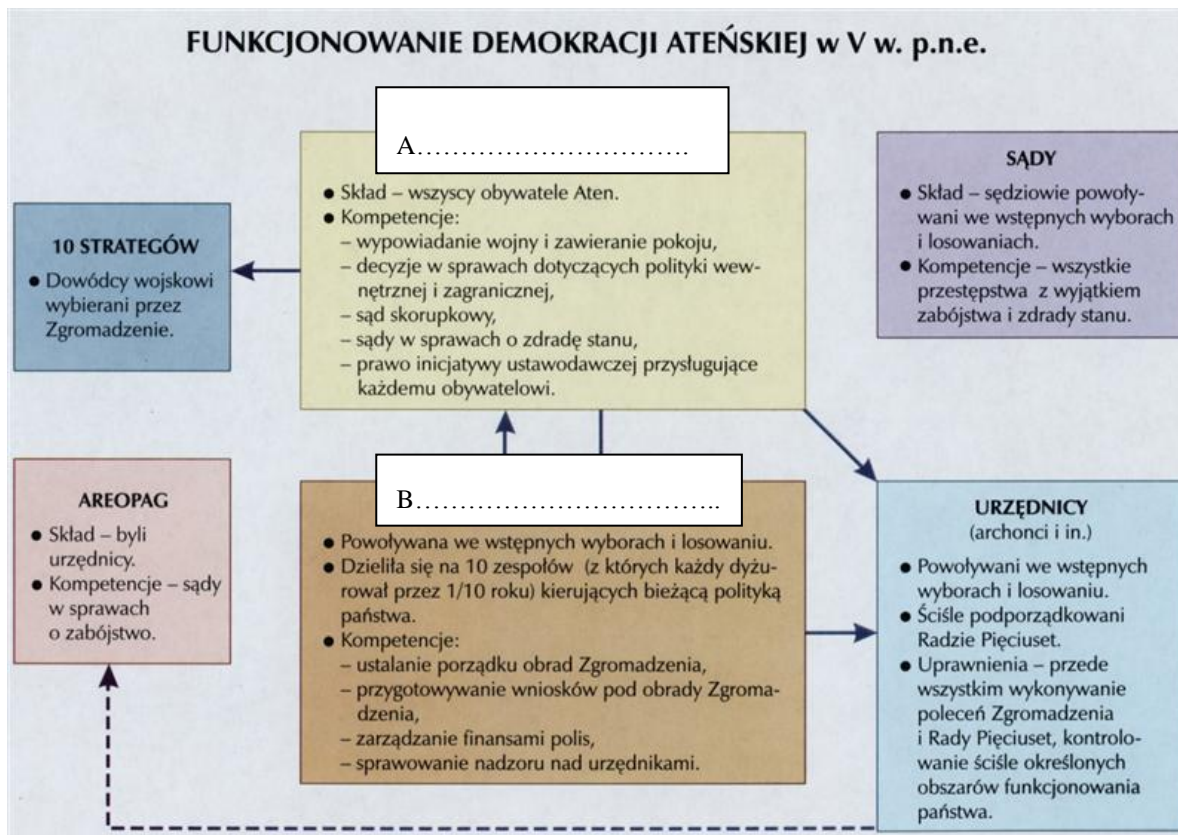 FUNKCJONOWANIE DEMOKRACJI ATEŃSKIEJ w V w. p.n.e.
A………………………….
● Skład – wszyscy obywatele Aten.
● Kompetencje:
– wypowiadanie wojny i zawieranie pokoju,
– decyzje w sprawach dotyczących polityki wew-
nętrznej i zagranicznej,
– sąd skorupkowy,
– sądy w sprawach o zdradę stanu,
– prawo inicjatywy ustawodawczej przysługujące
każdemu obywatelowi.
SĄDY
● Skład – sędziowie powoły-
wani we wstępnych wyborach
i losowaniach.
● Kompetencje – wszystkie
przestępstwa z wyjątkiem
zabójstwa i zdrady stanu.
10 STRATEGÓW
● Dowódcy wojskowi
wybierani przez
Zgromadzenie.
AREOPAG
● Skład – byli
urzędnicy.
● Kompetencje – sądy
w sprawach
o zabójstwo.
B……………………………..
● Powoływana we wstępnych wyborach i losowaniu.
● Dzieliła się na 10 zespołów (z których każdy dyżu-
rował przez 1/10 roku) kierujących bieżącą polityką
państwa.
● Kompetencje:
– ustalanie porządku obrad Zgromadzenia,
– przygotowywanie wniosków pod obrady Zgroma-
dzenia,
– zarządzanie finansami polis,
– sprawowanie nadzoru nad urzędnikami.
URZĘDNICY
(archonci i in.)
● Powoływani we wstępnych
wyborach i losowaniu.
● Ściśle podporządkowani
Radzie Pięciuset.
● Uprawnienia – przede
wszystkim wykonywanie
poleceń Zgromadzenia
i Rady Pięciuset, kontrolo-
wanie ściśle określonych
obszarów funkcjonowania
państwa.